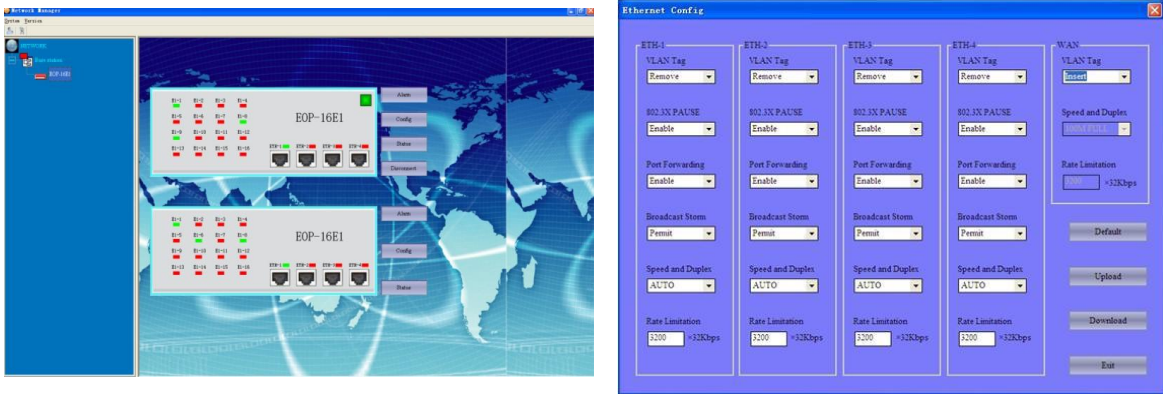 Network Manager
System Version
NETWORK
Base station
EOP-16E1
E1-1 E1-2 E1-3 E1-4
E1-5 E1-6 E1-7 E1-8
E1-9 E1-10 E1-11 E1-12
E1-13 E1-14 E1-15 E1-16
EOP-16E1
ETH-1 ETH-2 ETH-3 ETH-4
Alarm
Config
Status
Disconnect
E1-1 E1-2 E1-3 E1-4
E1-5 E1-6 E1-7 E1-8
E1-9 E1-10 E1-11 E1-12
E1-13 E1-14 E1-15 E1-16
EOP-16E1
ETH-1 ETH-2 ETH-3 ETH-4
Alarm
Config
Status
Ethernet Config
ETH-1 ETH-2 ETH-3 ETH-4 WAN
VLAN Tag VLAN Tag VLAN Tag VLAN Tag VLAN Tag
Remove Remove Remove Remove Insert
802.3X PAUSE 802.3X PAUSE 802.3X PAUSE 802.3X PAUSE Speed and Duplex
Enable Enable Enable Enable 100M FULL
Port Forwarding Port Forwarding Port Forwarding Port Forwarding Rate Limitation
Enable Enable Enable Enable 3200 ×32Kbps
Broadcast Storm Broadcast Storm Broadcast Storm Broadcast Storm
Permit Permit Permit Permit Default
Speed and Duplex Speed and Duplex Speed and Duplex Speed and Duplex
AUTO AUTO AUTO AUTO Upload
Rate Limitation Rate Limitation Rate Limitation Rate Limitation Download
3200 ×32Kbps 3200 ×32Kbps 3200 ×32Kbps 3200 ×32Kbps
Exit